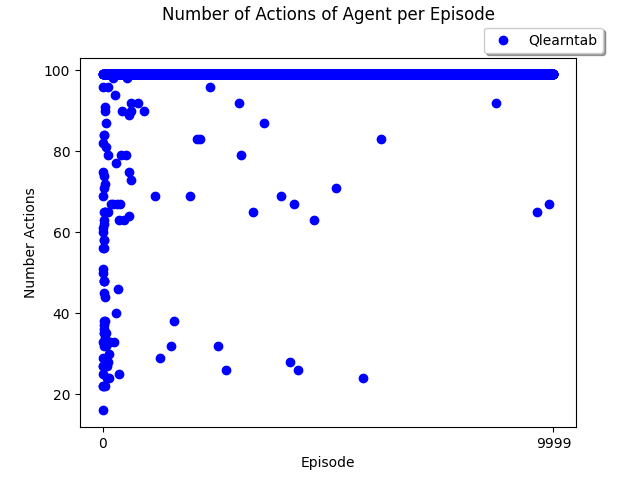 Number of Actions of Agent per Episode
Qlearntab
100
80
60
40
20
Number Actions
0
9999
Episode